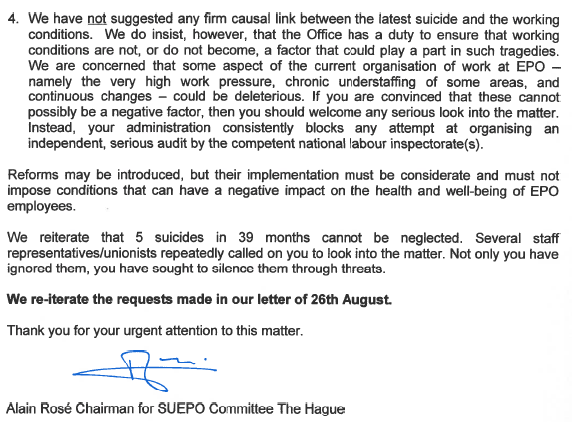 4. We have not suggested any firm causal link between the latest suicide and the working
conditions. We do insist, however, that the Office has a duty to ensure that working
conditions are not, or do not become, a factor that could play a part in such tragedies.
We are concerned that some aspect of the current organisation of work at EPO –
namely the very high work pressure, chronic understaffing of some areas, and
continuous changes – could be deleterious. If you are convinced that these cannot
possibly be a negative factor, then you should welcome any serious look into the matter.
Instead, your administration consistently blocks any attempt at organising an
independent, serious audit by the competent national labour inspectorate(s).
Reforms may be introduced, but their implementation must be considerate and must not
impose conditions that can have a negative impact on the health and well-being of EPO
employees.
We reiterate that 5 suicides in 39 months cannot be neglected. Several staff
representatives/unionists repeatedly called on you to look into the matter. Not only you have
ignored them, you have sought to silence them through threats.
We re-iterate the requests made in our letter of 26th August.
Thank you for your urgent attention to this matter.
Alain Rosé Chairman for SUEPO Committee The Hague